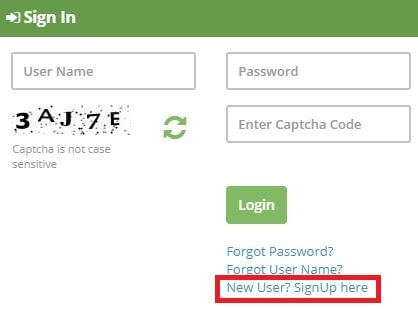 Sign In
User Name
Password
3AJ7E
Enter Captcha Code
Captcha is not case
sensitive
Login
Forgot Password?
Forgot User Name?
New User? SignUp here